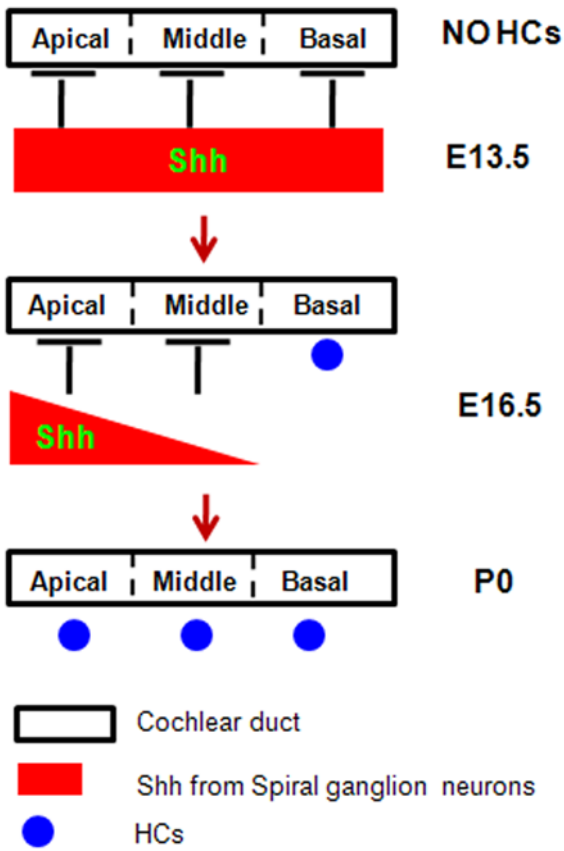 Apical Middle Basal NO HCs
Shh E13.5
Apical Middle Basal
Shh E16.5
Apical Middle Basal P0
Cochlear duct
Shh from Spiral ganglion neurons
HCs